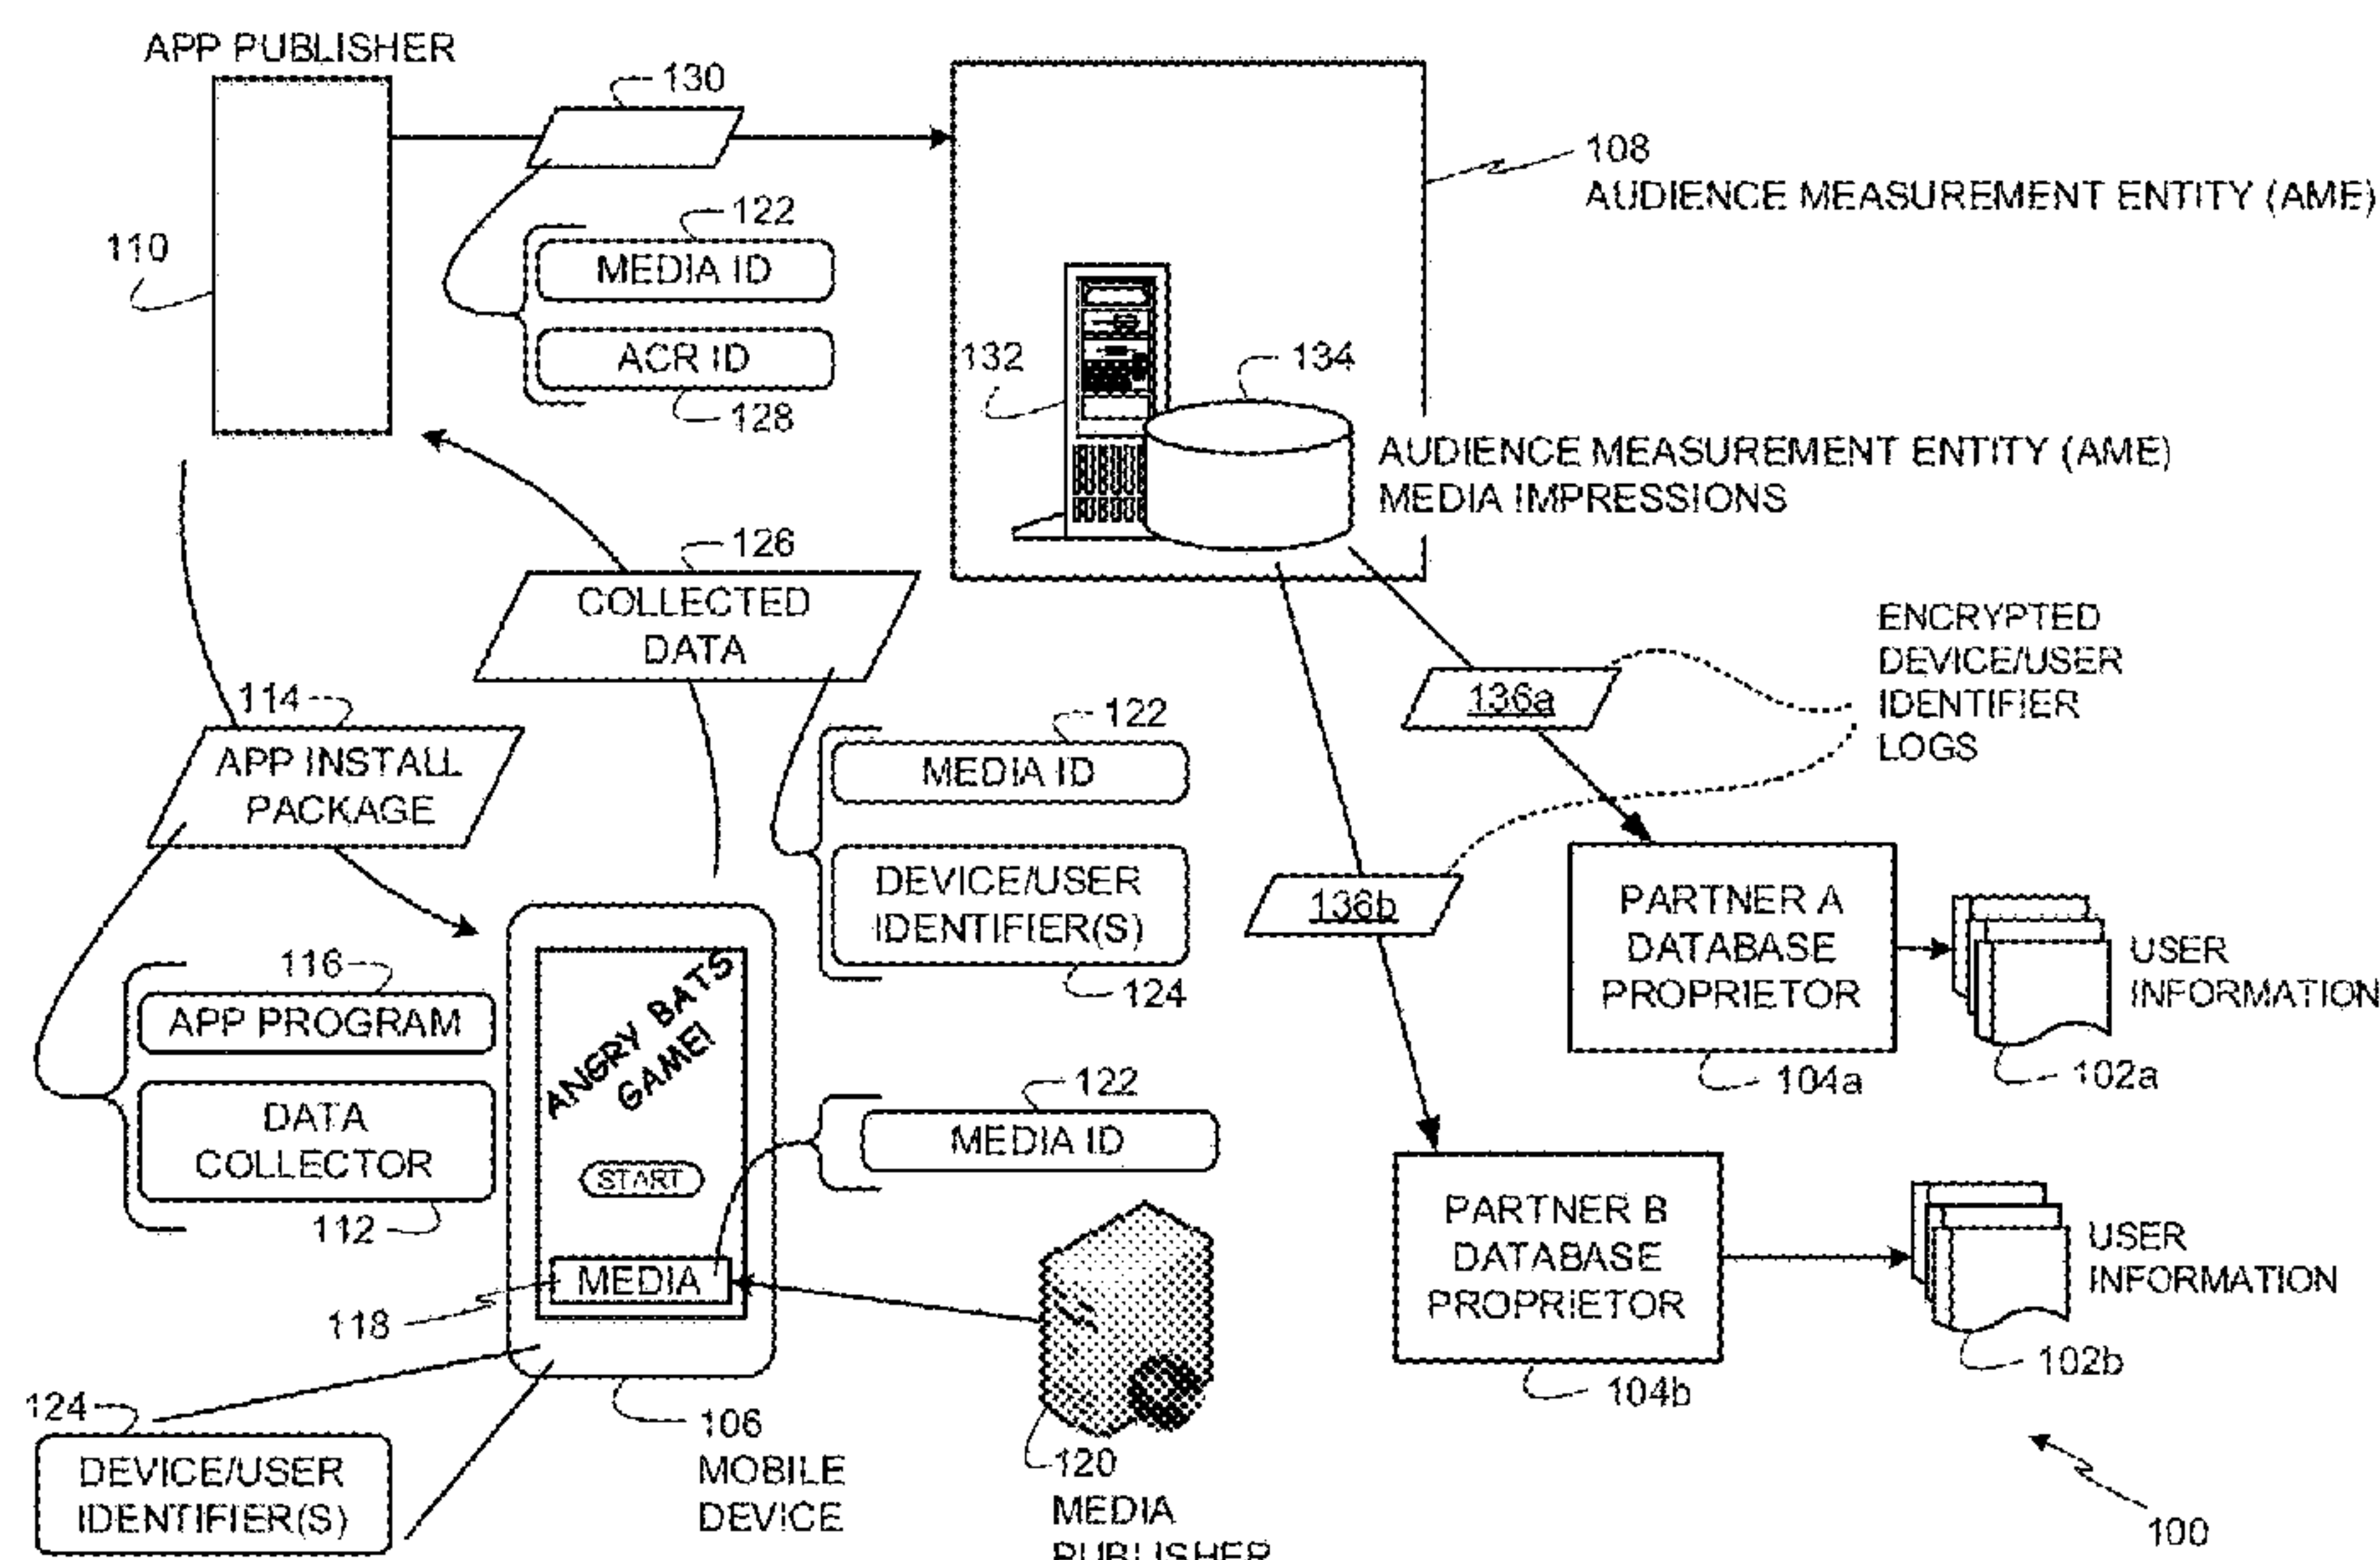 APP PUBLISHER
130
108
AUDIENCE MEASUREMENT ENTITY (AME)
110
122
MEDIA ID
ACR ID
128
132
134
AUDIENCE MEASUREMENT ENTITY (AME)
MEDIA IMPRESSIONS
126
COLLECTED
DATA
114
APP INSTALL
PACKAGE
122
MEDIA ID
DEVICE/USER
IDENTIFIER(S)
124
ENCRYPTED
DEVICE/USER
IDENTIFIER
LOGS
136a
136b
PARTNER A
DATABASE
PROPRIETOR
104a
USER
INFORMATION
102a
116
APP PROGRAM
DATA
COLLECTOR
112
ANGRY BATS
GAME!
START
MEDIA
118
122
MEDIA ID
PARTNER B
DATABASE
PROPRIETOR
104b
USER
INFORMATION
102b
124
DEVICE/USER
IDENTIFIER(S)
106
MOBILE
DEVICE
120
MEDIA
PUBLISHER
100